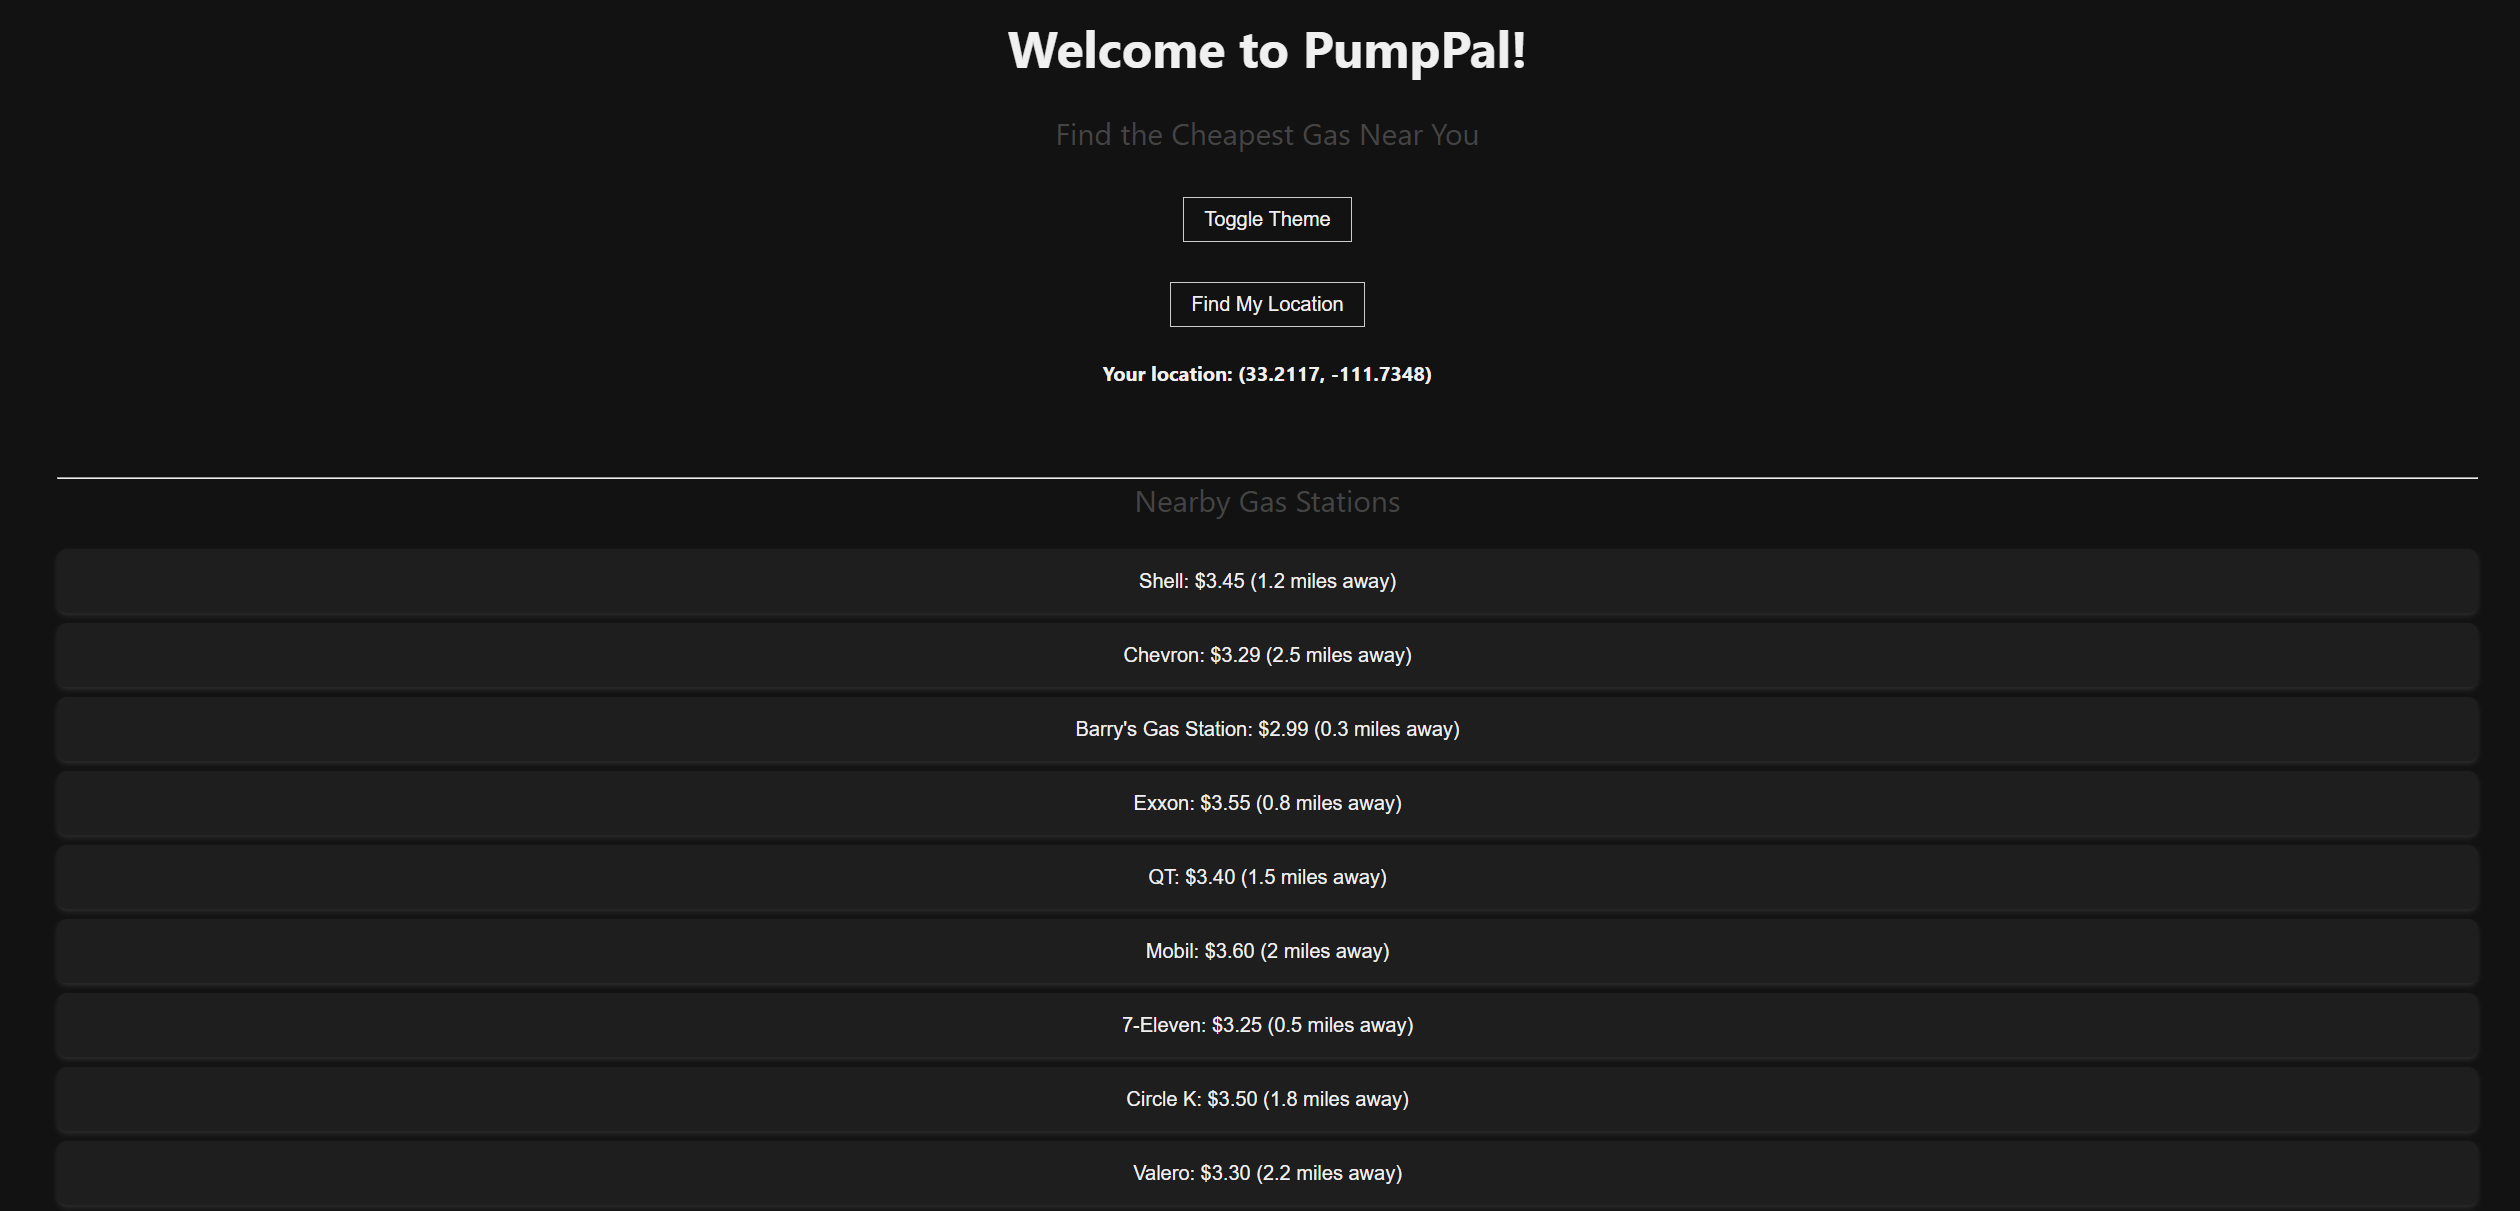 Welcome to PumpPal!
Find the Cheapest Gas Near You
Toggle Theme
Find My Location
Your location: (33.2117, -111.7348)
Nearby Gas Stations
Shell: $3.45 (1.2 miles away)
Chevron: $3.29 (2.5 miles away)
Barry's Gas Station: $2.99 (0.3 miles away)
Exxon: $3.55 (0.8 miles away)
QT: $3.40 (1.5 miles away)
Mobil: $3.60 (2 miles away)
7-Eleven: $3.25 (0.5 miles away)
Circle K: $3.50 (1.8 miles away)
Valero: $3.30 (2.2 miles away)